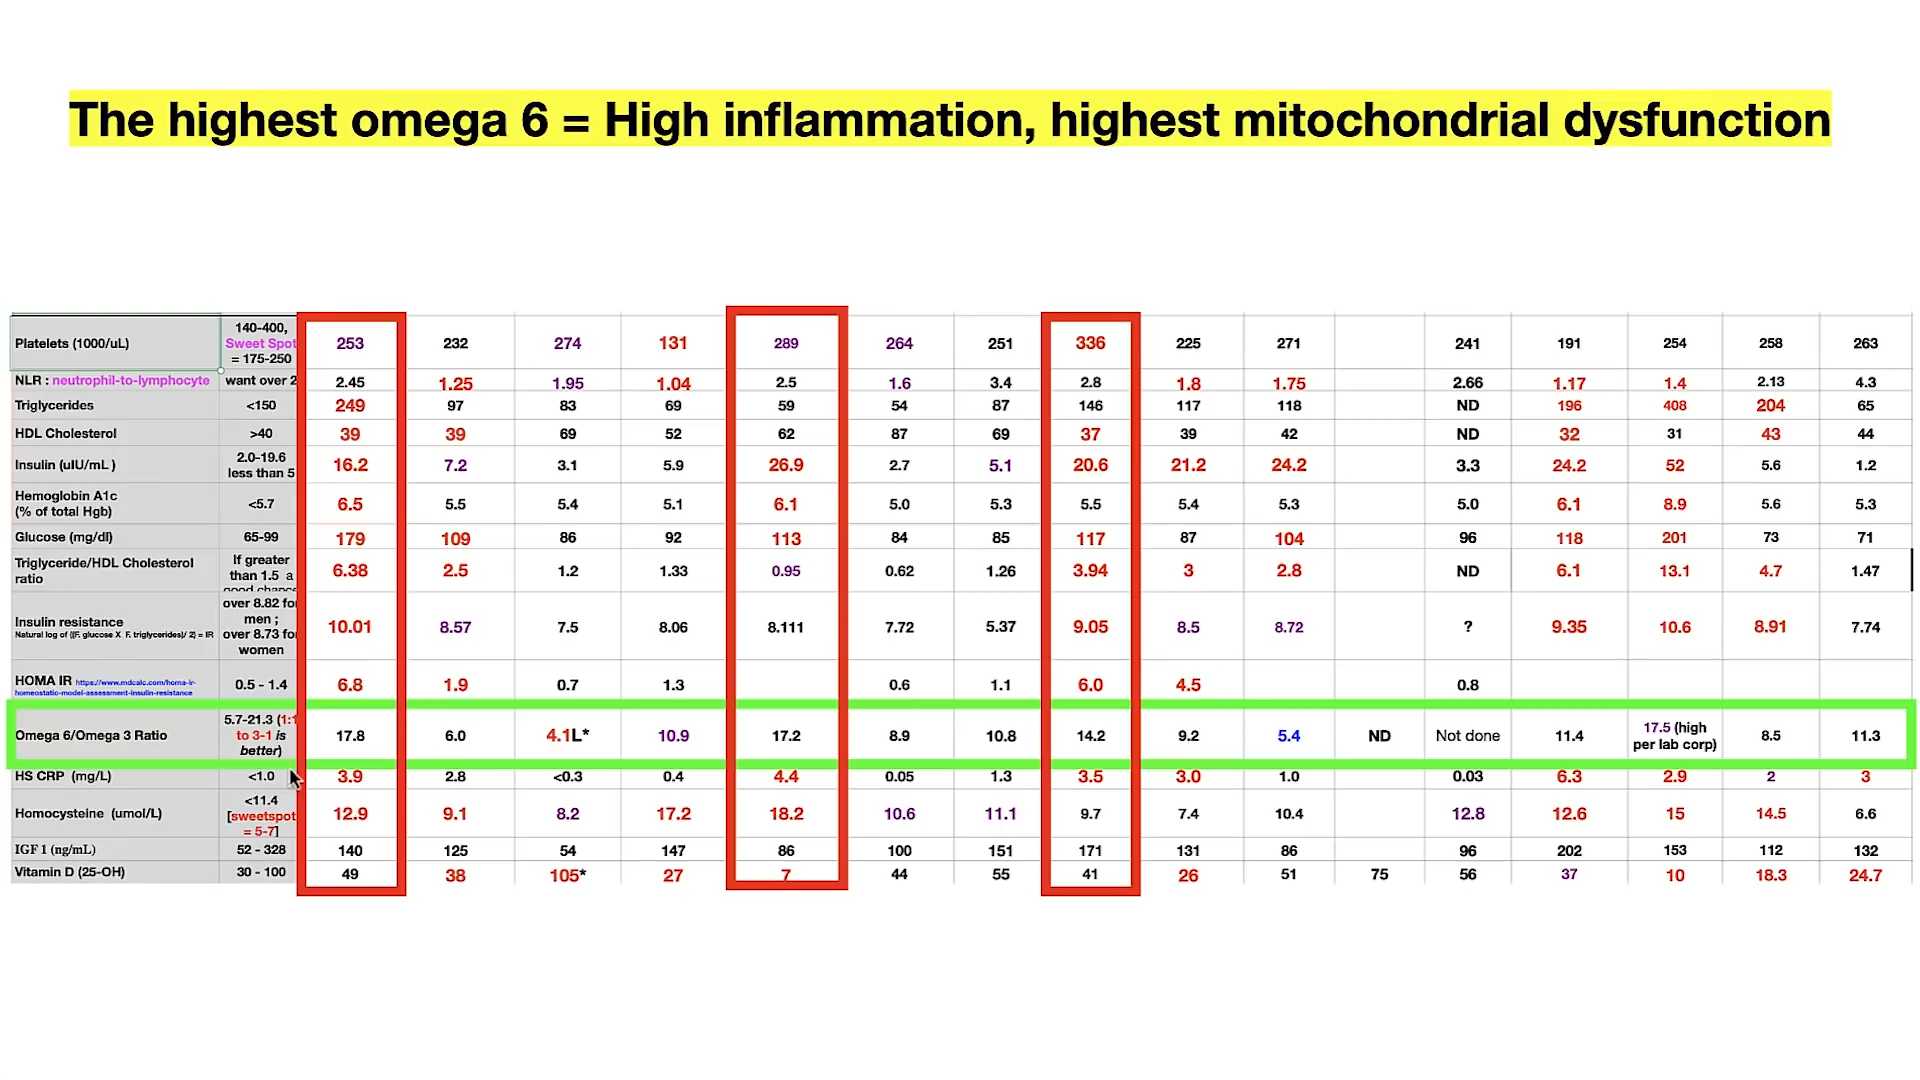 The highest omega 6 = High inflammation, highest mitochondrial dysfunction
Platelets (1000/uL) 140-400, Sweet Spot = 175-250 253 232 274 131 289 264 251 336 225 271 241 191 254 258 263
NLR : neutrophil-to-lymphocyte want over 2 2.45 1.25 1.95 1.04 2.5 1.6 3.4 2.8 1.8 1.75 2.66 1.17 1.4 2.13 4.3
Triglycerides <150 249 97 83 69 59 54 87 146 117 118 ND 196 408 204 65
HDL Cholesterol >40 39 39 69 52 62 87 69 37 39 42 ND 32 31 43 44
Insulin (uIU/mL ) 2.0-19.6 less than 5 16.2 7.2 3.1 5.9 26.9 2.7 5.1 20.6 21.2 24.2 3.3 24.2 52 5.6 1.2
Hemoglobin A1c (% of total Hgb) <5.7 6.5 5.5 5.4 5.1 6.1 5.0 5.3 5.5 5.4 5.3 5.0 6.1 8.9 5.6 5.3
Glucose (mg/dl) 65-99 179 109 86 92 113 84 85 117 87 104 96 118 201 73 71
Triglyceride/HDL Cholesterol ratio If greater than 1.5 a good chance 6.38 2.5 1.2 1.33 0.95 0.62 1.26 3.94 3 2.8 ND 6.1 13.1 4.7 1.47
Insulin resistance Natural log of ((F. glucose X F. triglycerides)/ 2) = IR over 8.82 for men ; over 8.73 for women 10.01 8.57 7.5 8.06 8.111 7.72 5.37 9.05 8.5 8.72 ? 9.35 10.6 8.91 7.74
HOMA IR https://www.mdcalc.com/homa-ir-homeostatic-model-assessment-insulin-resistance 0.5 - 1.4 6.8 1.9 0.7 1.3 0.6 1.1 6.0 4.5 0.8
Omega 6/Omega 3 Ratio 5.7-21.3 (1:1 to 3-1 is better) 17.8 6.0 4.1L* 10.9 17.2 8.9 10.8 14.2 9.2 5.4 ND Not done 11.4 17.5 (high per lab corp) 8.5 11.3
HS CRP (mg/L) <1.0 3.9 2.8 <0.3 0.4 4.4 0.05 1.3 3.5 3.0 1.0 0.03 6.3 2.9 2 3
Homocysteine (umol/L) <11.4 [sweetspot = 5-7] 12.9 9.1 8.2 17.2 18.2 10.6 11.1 9.7 7.4 10.4 12.8 12.6 15 14.5 6.6
IGF 1 (ng/mL) 52 - 328 140 125 54 147 86 100 151 171 131 86 96 202 153 112 132
Vitamin D (25-OH) 30 - 100 49 38 105* 27 7 44 55 41 26 51 75 56 37 10 18.3 24.7